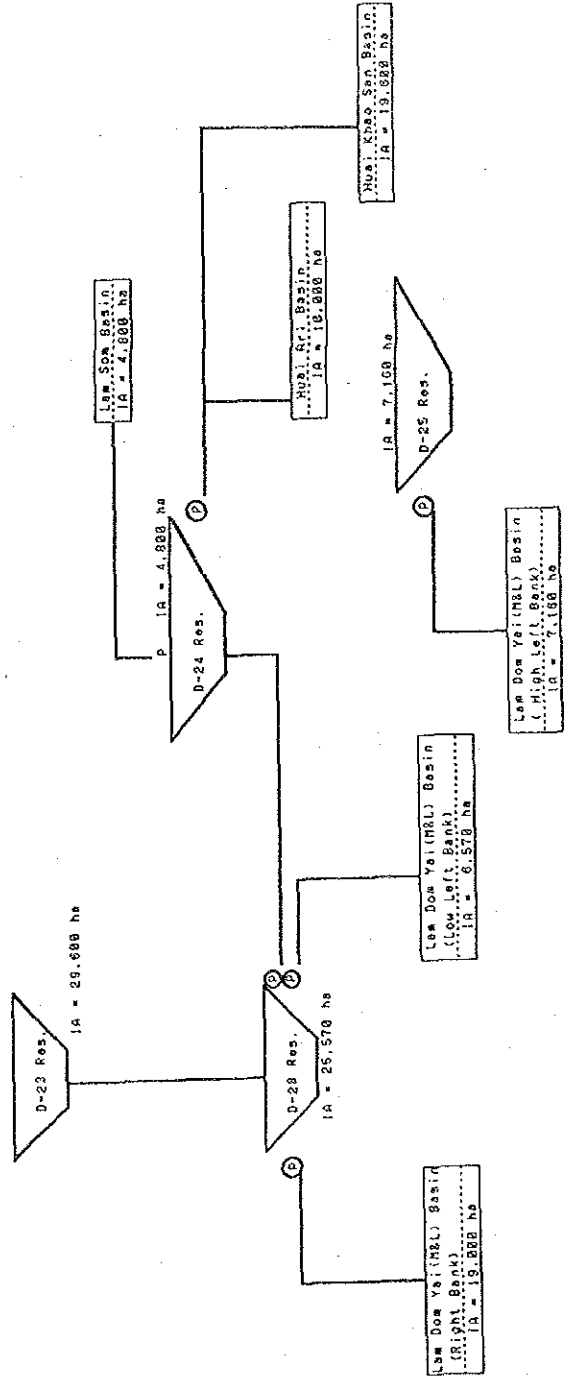 D-23 Res.
IA = 29.600 ha
Lam Som Basin
IA = 4.800 ha
P
IA = 4,800 ha
D-24 Res.
P
D-28 Res.
IA = 25,570 ha
P
P
P
Huai Ari Basin
IA = 10.000 ha
Huai Khao San Basin
IA = 19.600 ha
IA = 7,160 ha
D-25 Res.
P
Lam Dom Yai(M&L) Basin
(Right Bank)
IA = 19.000 ha
Lam Dom Yai(M&L) Basin
(Low Left Bank)
IA = 6,570 ha
Lam Dom Yai(M&L) Basin
( High Left Bank)
IA = 7,160 ha